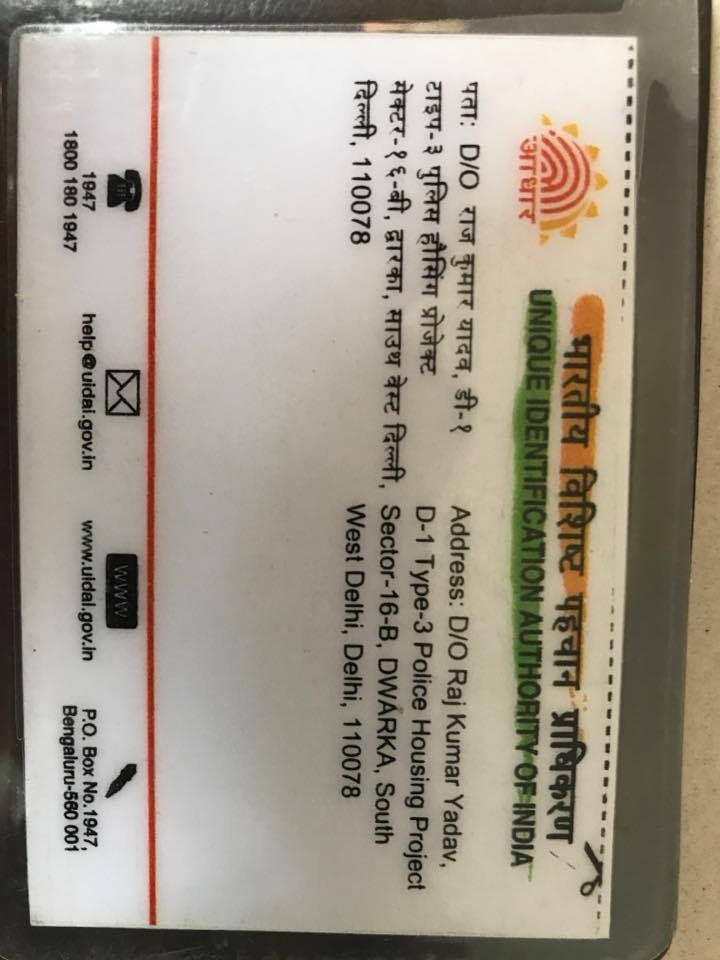 आधार
भारतीय विशिष्ट पहचान प्राधिकरण
UNIQUE IDENTIFICATION AUTHORITY OF INDIA
पता: D/O राज कुमार यादव, डी-१
टाइप-३ पुलिस हौसिंग प्रोजेक्ट
सेक्टर-१६-बी, द्वारका, साउथ वेस्ट दिल्ली,
दिल्ली, 110078
Address: D/O Raj Kumar Yadav,
D-1 Type-3 Police Housing Project
Sector-16-B, DWARKA, South
West Delhi, Delhi, 110078
1947
1800 180 1947
help@uidai.gov.in
www
www.uidai.gov.in
P.O. Box No.1947,
Bengaluru-560 001